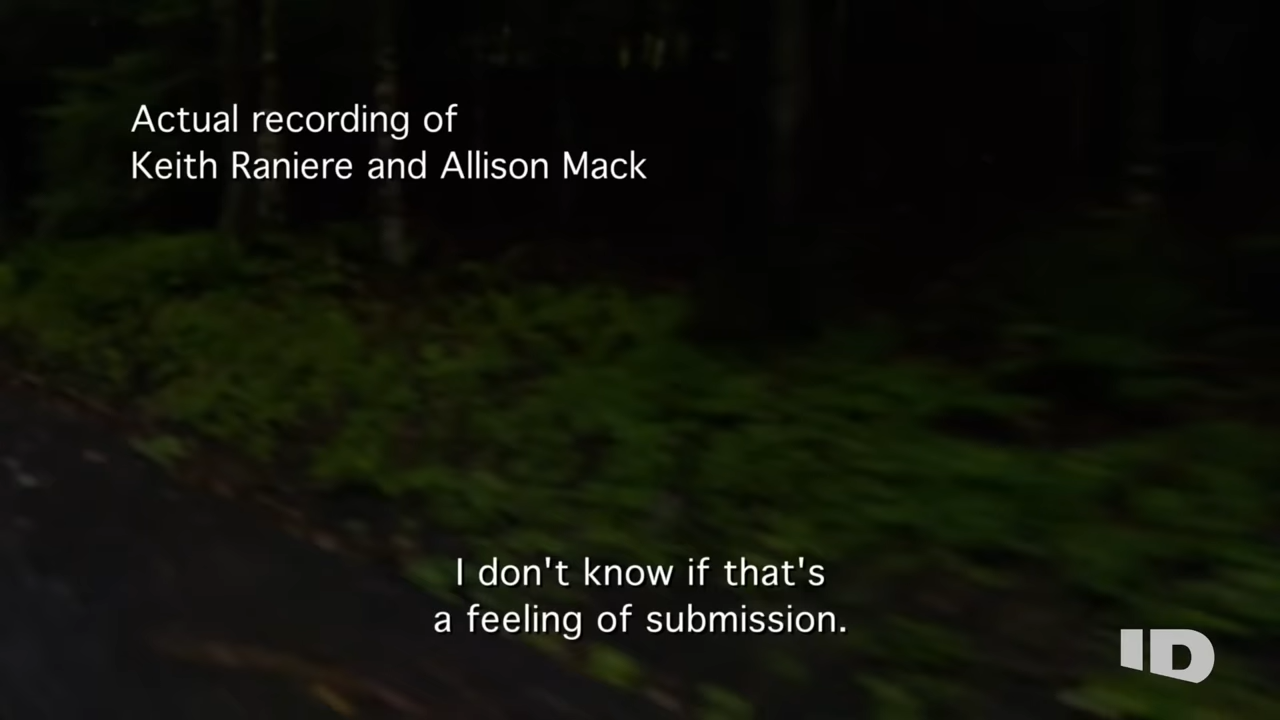 Actual recording of
Keith Raniere and Allison Mack
I don't know if that's
a feeling of submission.
ID